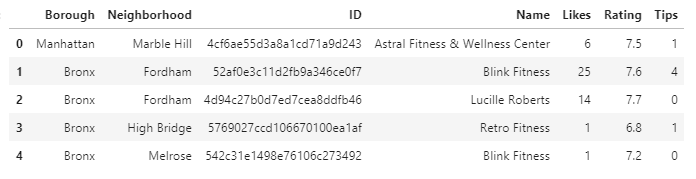 Borough Neighborhood ID Name Likes Rating Tips
0 Manhattan Marble Hill 4cf6ae55d3a8a1cd71a9d243 Astral Fitness & Wellness Center 6 7.5 1
1 Bronx Fordham 52af0e3c11d2fb9a346ce0f7 Blink Fitness 25 7.6 4
2 Bronx Fordham 4d94c27b0d7ed7cea8ddfb46 Lucille Roberts 14 7.7 0
3 Bronx High Bridge 5769027ccd106670100ea1af Retro Fitness 1 6.8 1
4 Bronx Melrose 542c31e1498e76106c273492 Blink Fitness 1 7.2 0